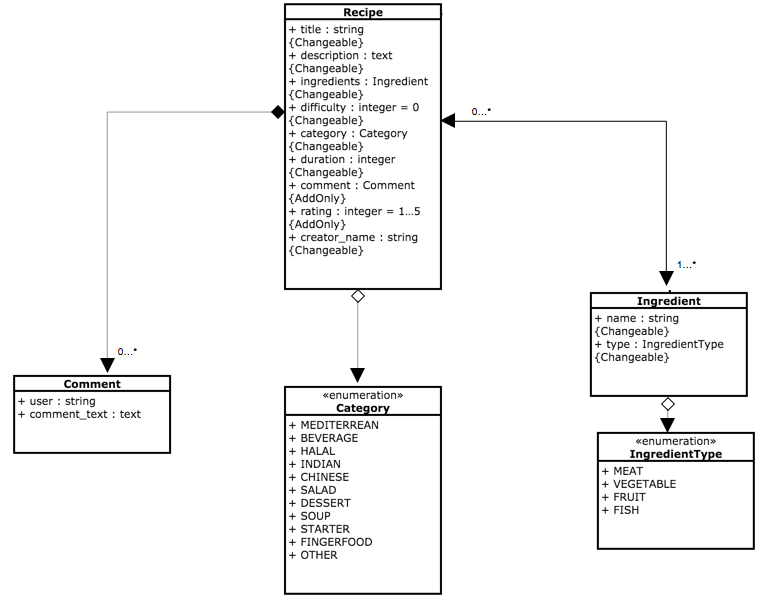 Recipe
+ title : string
{Changeable}
+ description : text
{Changeable}
+ ingredients : Ingredient
{Changeable}
+ difficulty : integer = 0
{Changeable}
+ category : Category
{Changeable}
+ duration : integer
{Changeable}
+ comment : Comment
{AddOnly}
+ rating : integer = 1...5
{AddOnly}
+ creator_name : string
{Changeable}
0...*
1...*
Ingredient
+ name : string
{Changeable}
+ type : IngredientType
{Changeable}
0...*
Comment
+ user : string
+ comment_text : text
«enumeration»
Category
+ MEDITERREAN
+ BEVERAGE
+ HALAL
+ INDIAN
+ CHINESE
+ SALAD
+ DESSERT
+ SOUP
+ STARTER
+ FINGERFOOD
+ OTHER
«enumeration»
IngredientType
+ MEAT
+ VEGETABLE
+ FRUIT
+ FISH